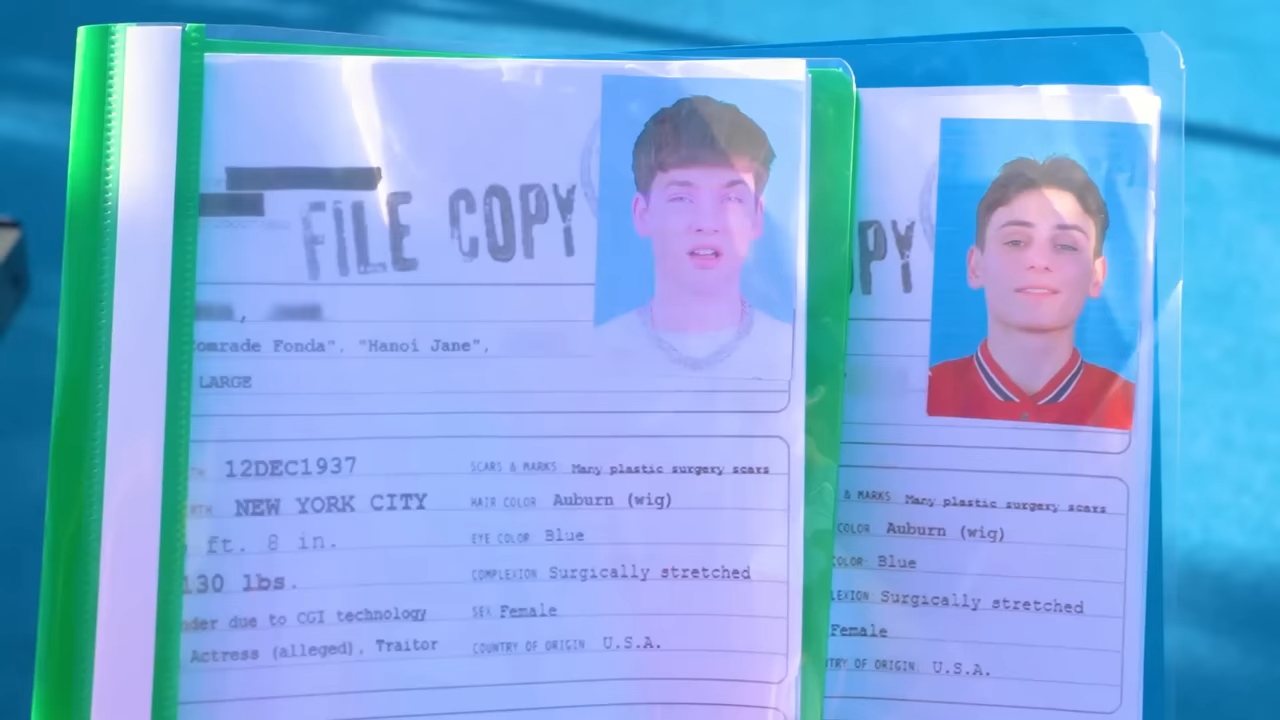 FILE COPY
omrade Fonda", "Hanoi Jane",
LARGE
12DEC1937
NEW YORK CITY
ft. 8 in.
130 lbs.
der due to CGI technology
Actress (alleged), Traitor
SCARS & MARKS Many plastic surgery scars
HAIR COLOR Auburn (wig)
EYE COLOR Blue
COMPLEXION Surgically stretched
SEX Female
COUNTRY OF ORIGIN U.S.A.
PY
& MARKS Many plastic surgery scars
COLOR Auburn (wig)
COLOR Blue
LEXION Surgically stretched
Female
TRY OF ORIGIN U.S.A.